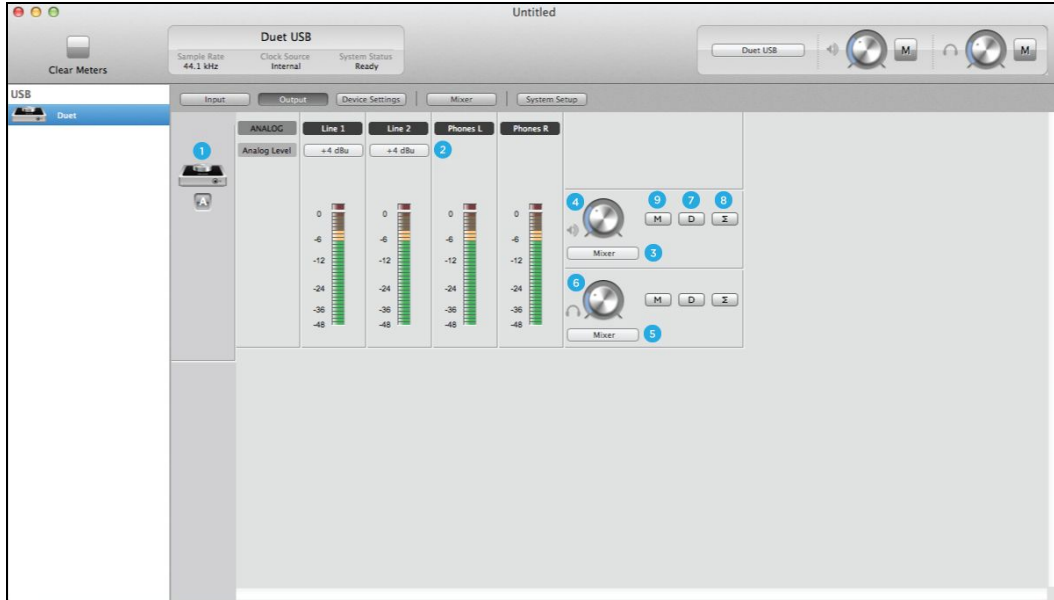 Untitled
Clear Meters
Duet USB
Sample Rate Clock Source System Status
44.1 kHz Internal Ready
Duet USB M M
USB
Duet
Input Output Device Settings Mixer System Setup
ANALOG Line 1 Line 2 Phones L Phones R
1 Analog Level +4 dBu +4 dBu 2
A
4 9 7 8
M D Σ
Mixer 3
6
M D Σ
Mixer 5
0 0 0 0
-6 -6 -6 -6
-12 -12 -12 -12
-24 -24 -24 -24
-36 -36 -36 -36
-48 -48 -48 -48